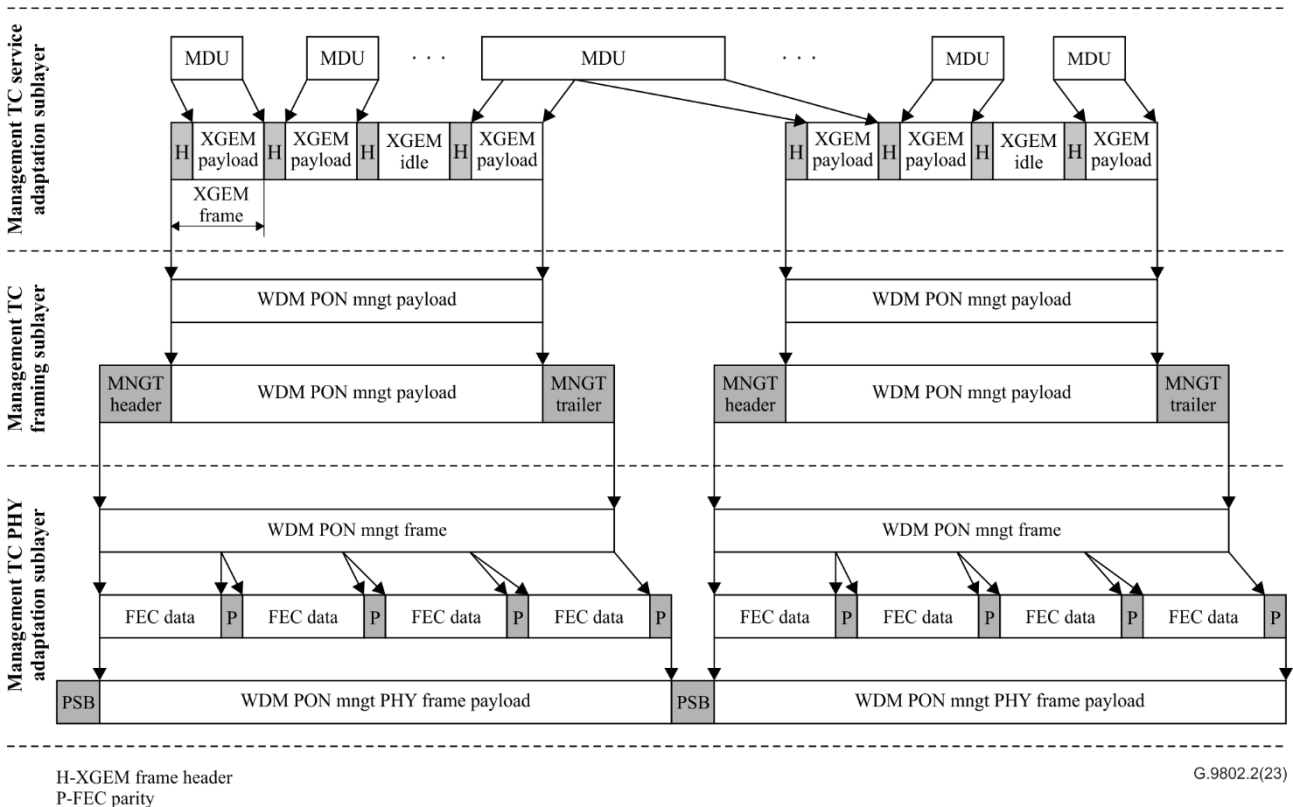 Management TC service
adaptation sublayer
MDU MDU · · · MDU · · · MDU MDU
H XGEM payload H XGEM payload H XGEM idle H XGEM payload H XGEM payload H XGEM payload H XGEM idle H XGEM payload
XGEM
frame
Management TC
framing sublayer
WDM PON mngt payload WDM PON mngt payload
MNGT header WDM PON mngt payload MNGT trailer MNGT header WDM PON mngt payload MNGT trailer
Management TC PHY
adaptation sublayer
WDM PON mngt frame WDM PON mngt frame
FEC data P FEC data P FEC data P FEC data P FEC data P FEC data P FEC data P FEC data P
PSB WDM PON mngt PHY frame payload PSB WDM PON mngt PHY frame payload
H-XGEM frame header
P-FEC parity
G.9802.2(23)